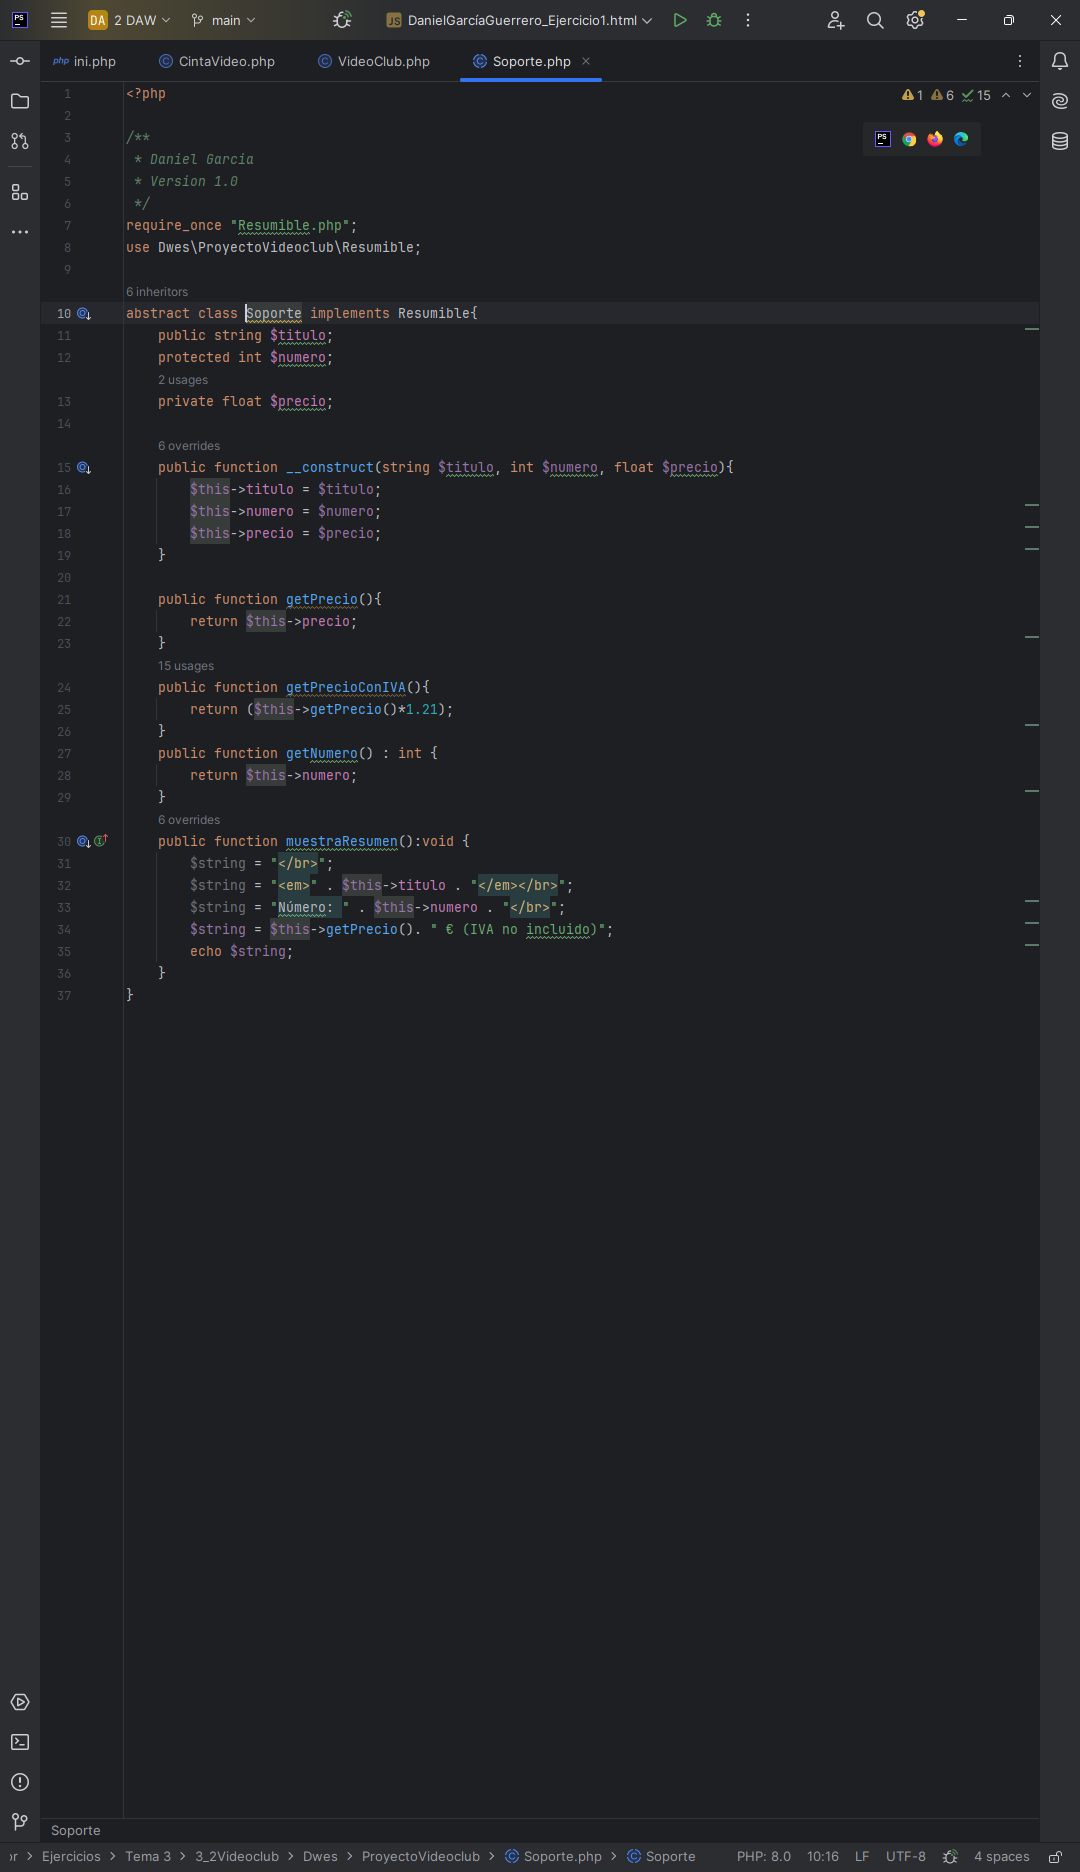 PS DA 2 DAW main JS DanielGarcíaGuerrero_Ejercicio1.html
php ini.php CintaVideo.php VideoClub.php Soporte.php
1 <?php
1 6 15
2
3 /**
4  * Daniel Garcia
5  * Version 1.0
6  */
7 require_once "Resumible.php";
8 use Dwes\ProyectoVideoclub\Resumible;
9
6 inheritors
10 abstract class Soporte implements Resumible{
11     public string $titulo;
12     protected int $numero;
2 usages
13     private float $precio;
14
6 overrides
15     public function __construct(string $titulo, int $numero, float $precio){
16         $this->titulo = $titulo;
17         $this->numero = $numero;
18         $this->precio = $precio;
19     }
20
21     public function getPrecio(){
22         return $this->precio;
23     }
15 usages
24     public function getPrecioConIVA(){
25         return ($this->getPrecio()*1.21);
26     }
27     public function getNumero() : int {
28         return $this->numero;
29     }
6 overrides
30     public function muestraResumen():void {
31         $string = "</br>";
32         $string = "<em>" . $this->titulo . "</em></br>";
33         $string = "Número: " . $this->numero . "</br>";
34         $string = $this->getPrecio(). " € (IVA no incluido)";
35         echo $string;
36     }
37 }
Soporte
Ejercicios > Tema 3 > 3_2Videoclub > Dwes > ProyectoVideoclub > Soporte.php > Soporte PHP: 8.0 10:16 LF UTF-8 4 spaces